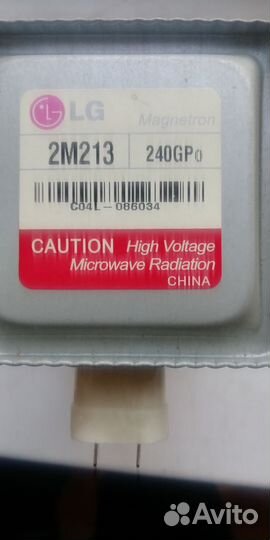 LG
Magnetron
2M213 240GP0
C04L-086034
CAUTION High Voltage
Microwave Radiation
CHINA
Avito